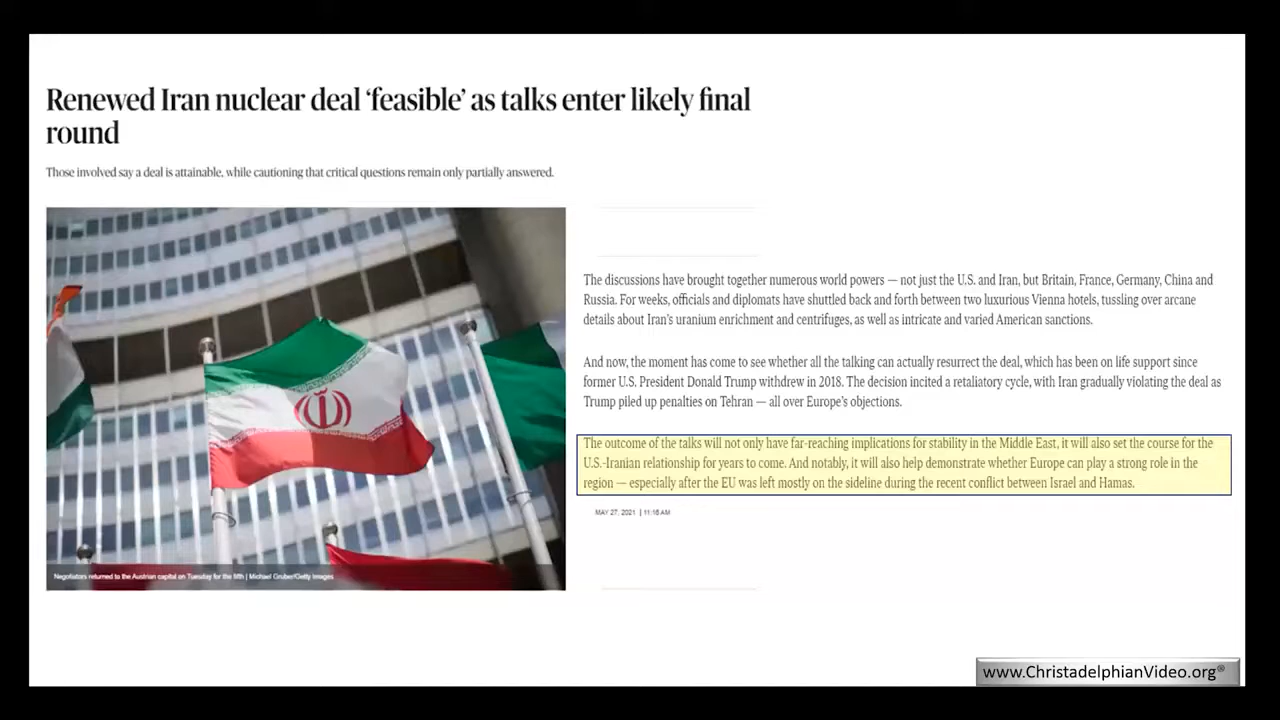 Renewed Iran nuclear deal ‘feasible’ as talks enter likely final
round
Those involved say a deal is attainable, while cautioning that critical questions remain only partially answered.
The discussions have brought together numerous world powers — not just the U.S. and Iran, but Britain, France, Germany, China and
Russia. For weeks, officials and diplomats have shuttled back and forth between two luxurious Vienna hotels, tussling over arcane
details about Iran’s uranium enrichment and centrifuges, as well as intricate and varied American sanctions.
And now, the moment has come to see whether all the talking can actually resurrect the deal, which has been on life support since
former U.S. President Donald Trump withdrew in 2018. The decision incited a retaliatory cycle, with Iran gradually violating the deal as
Trump piled up penalties on Tehran — all over Europe’s objections.
The outcome of the talks will not only have far-reaching implications for stability in the Middle East, it will also set the course for the
U.S.-Iranian relationship for years to come. And notably, it will also help demonstrate whether Europe can play a strong role in the
region — especially after the EU was left mostly on the sideline during the recent conflict between Israel and Hamas.
MAY 27, 2021 | 11:16 AM
Negotiators returned to the Austrian capital on Tuesday for the fifth | Michael Gruber/Getty Images
www.ChristadelphianVideo.org®